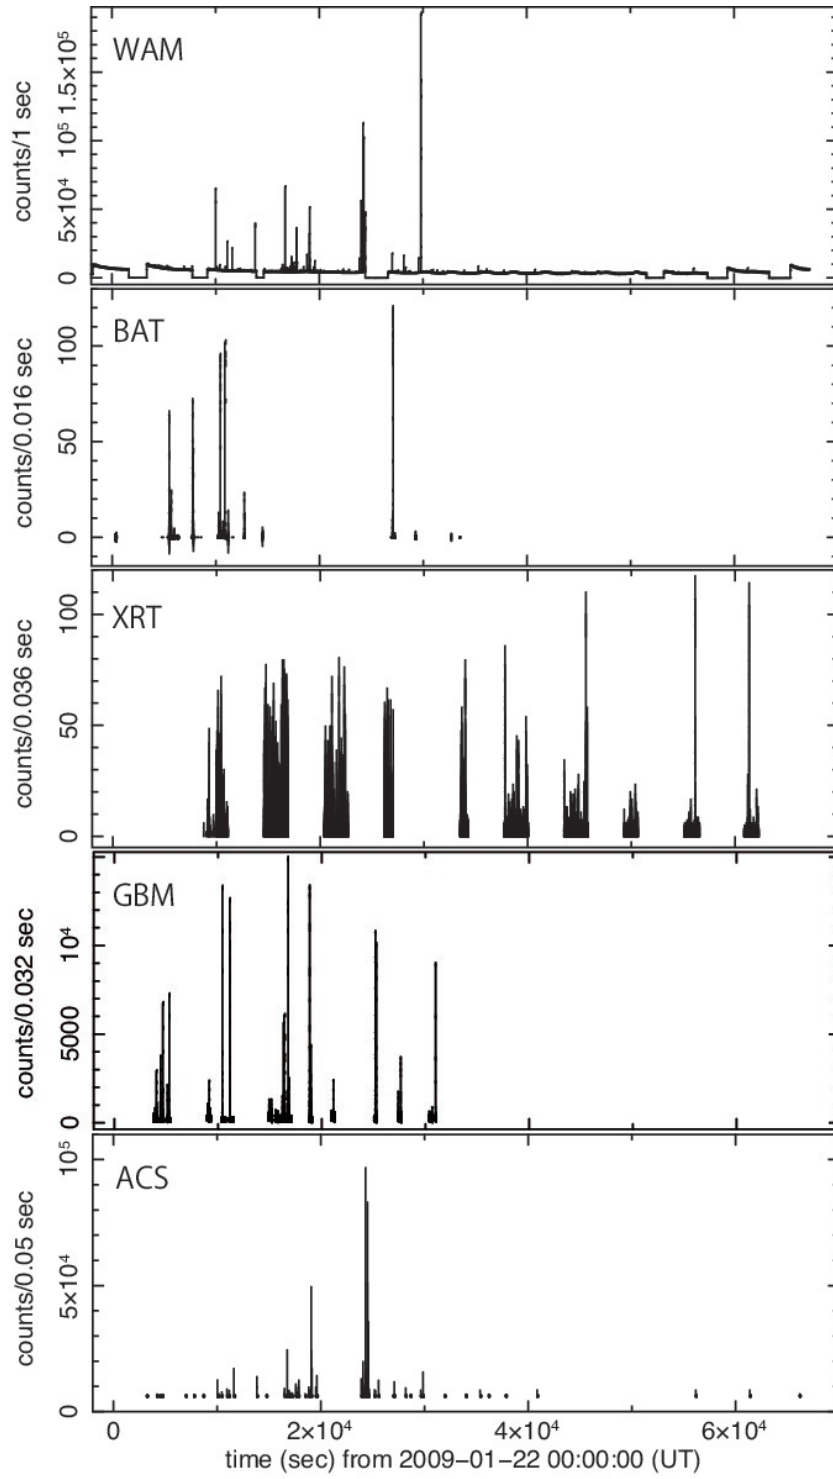 WAM
counts/1 sec
0 5×10⁴ 10⁵ 1.5×10⁵
BAT
counts/0.016 sec
0 50 100
XRT
counts/0.036 sec
0 50 100
GBM
counts/0.032 sec
0 5000 10⁴
ACS
counts/0.05 sec
0 5×10⁴ 10⁵
0 2×10⁴ 4×10⁴ 6×10⁴
time (sec) from 2009−01−22 00:00:00 (UT)